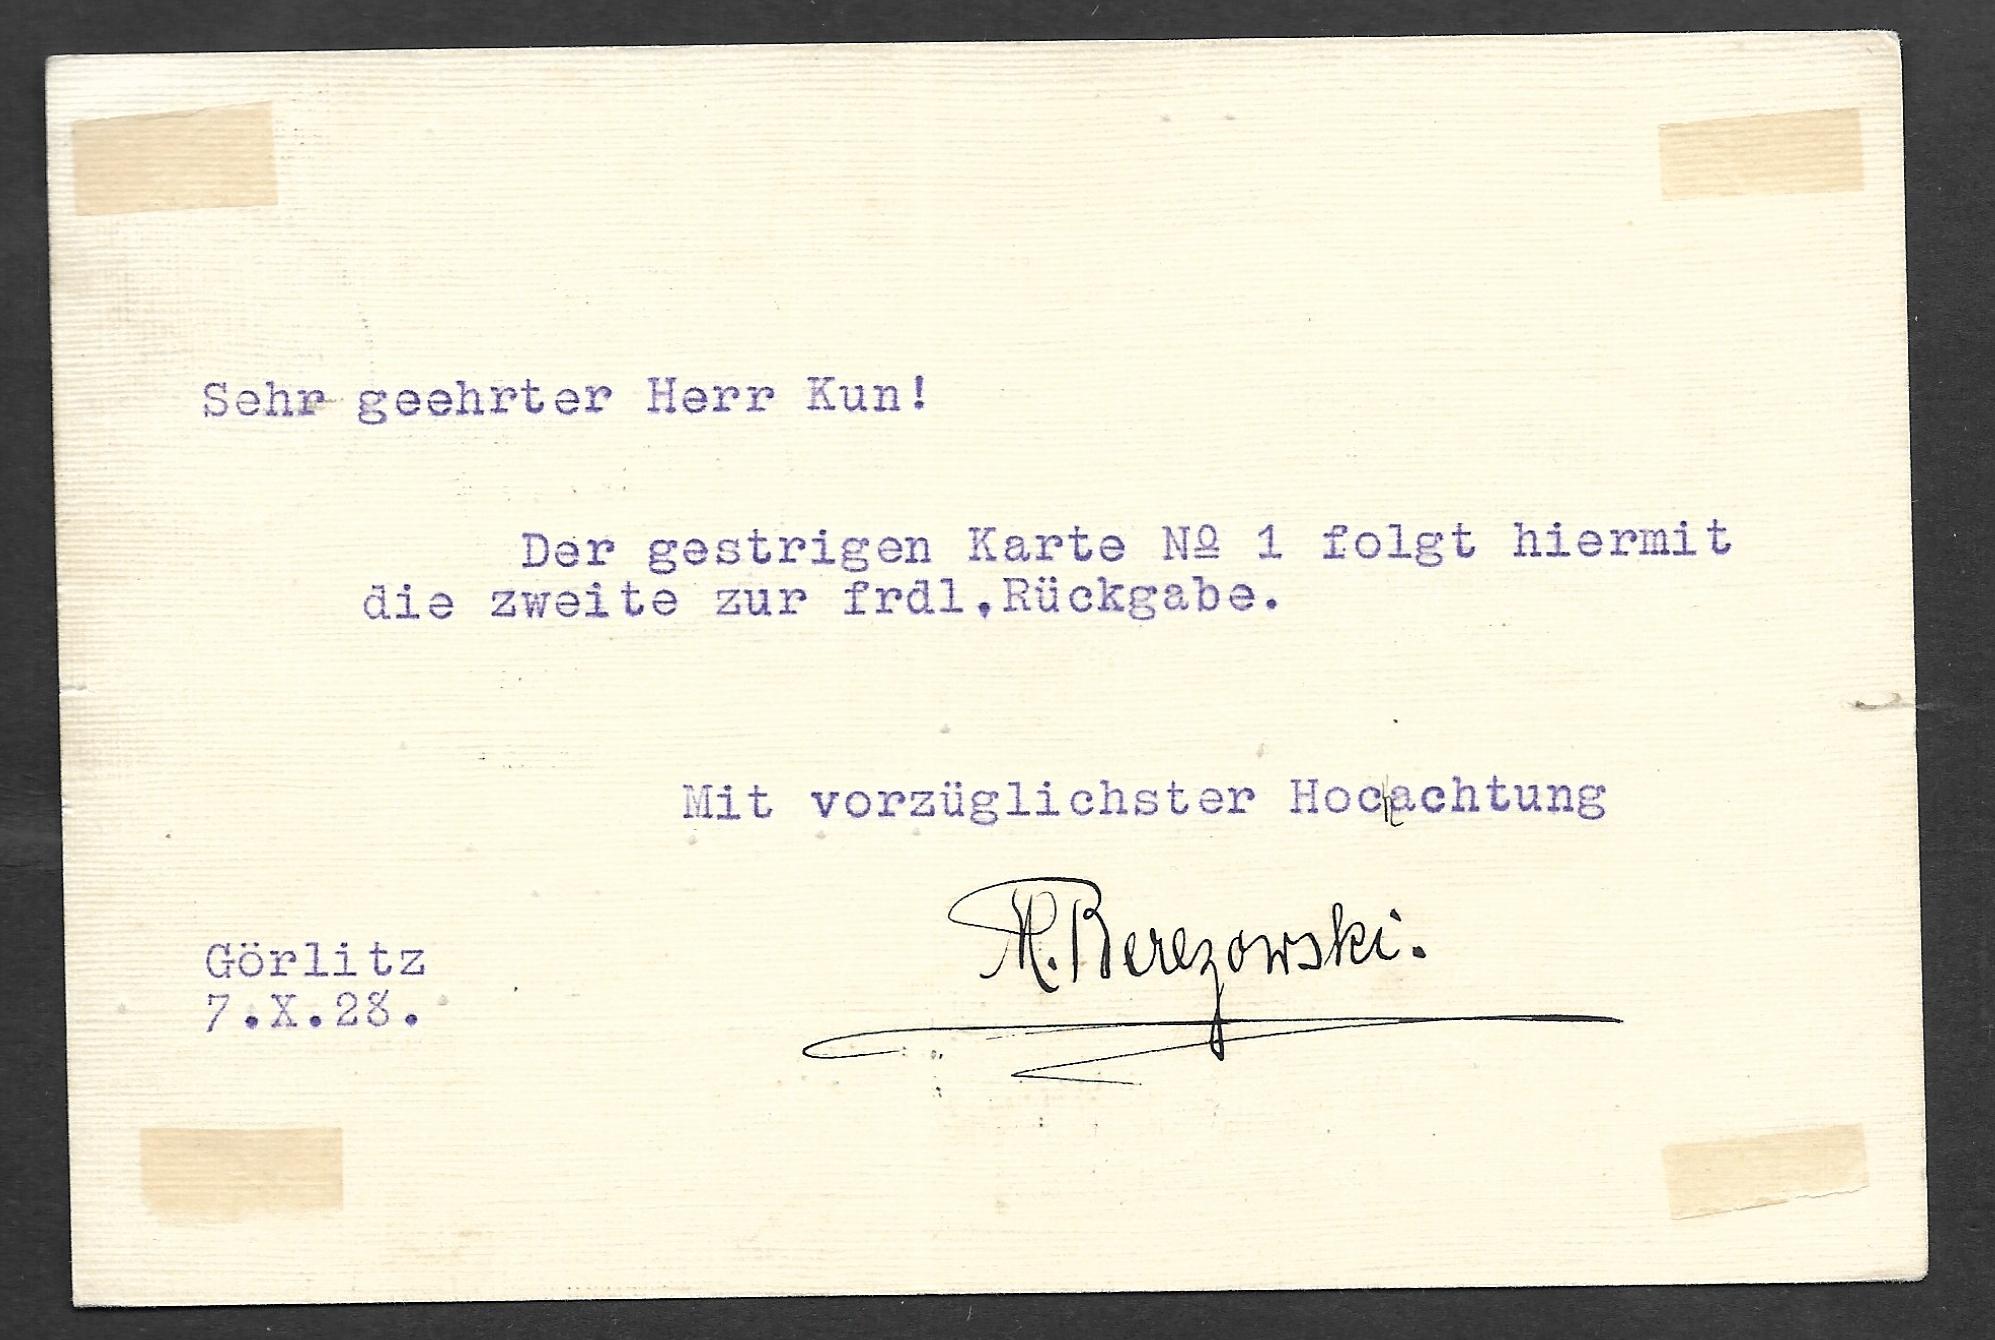 Sehr geehrter Herr Kun!
Der gestrigen Karte Nº 1 folgt hiermit
die zweite zur frdl.Rückgabe.
Mit vorzüglichster Hochachtung
Berezowski.
Görlitz
7.X.28.